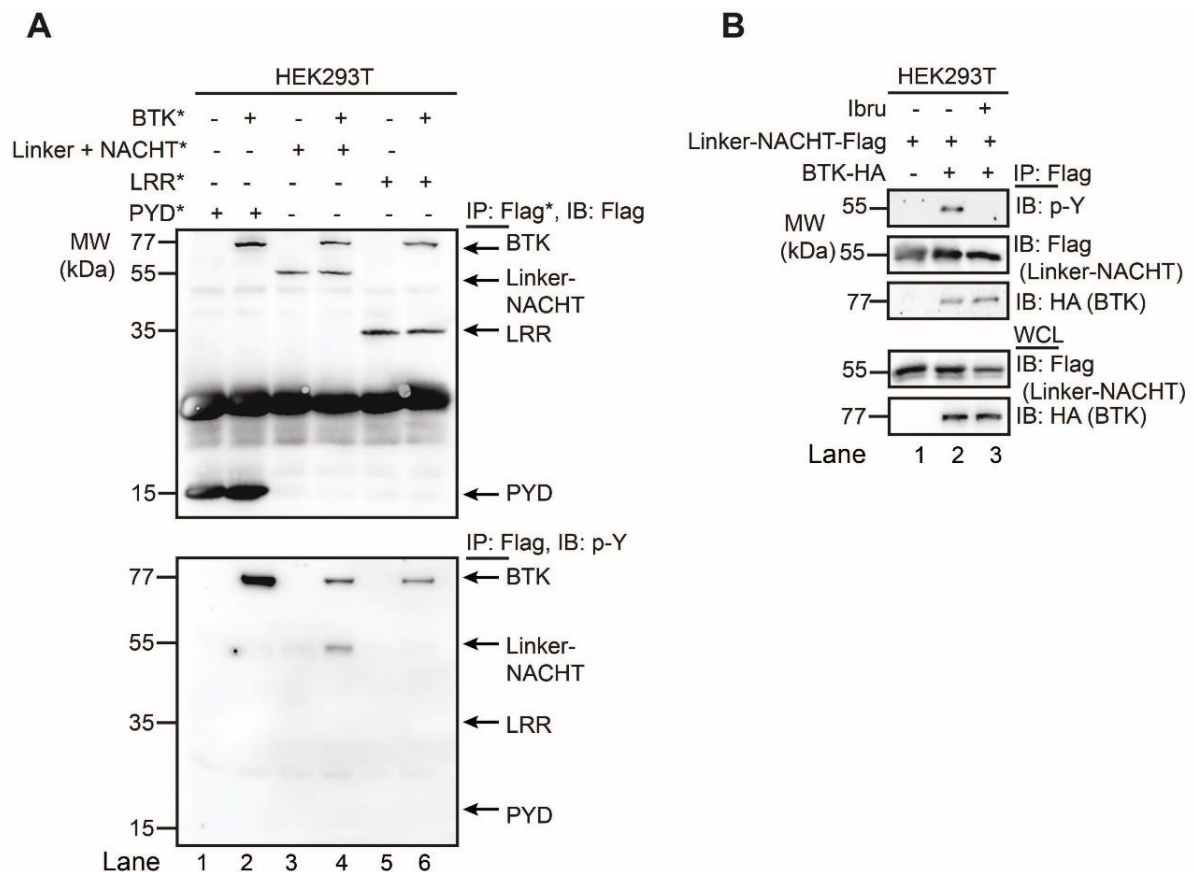 A
HEK293T
BTK* - + - + - +
Linker + NACHT* - - + + - -
LRR* - - - - + +
PYD* + + - - - -
IP: Flag*, IB: Flag
MW
(kDa)
77
55
35
15
BTK
Linker-
NACHT
LRR
PYD
IP: Flag, IB: p-Y
77
55
35
15
BTK
Linker-
NACHT
LRR
PYD
Lane 1 2 3 4 5 6
B
HEK293T
Ibru - - +
Linker-NACHT-Flag + + +
BTK-HA - + +
IP: Flag
MW
(kDa)
55 IB: p-Y
55 IB: Flag
(Linker-NACHT)
77 IB: HA (BTK)
WCL
55 IB: Flag
(Linker-NACHT)
77 IB: HA (BTK)
Lane 1 2 3